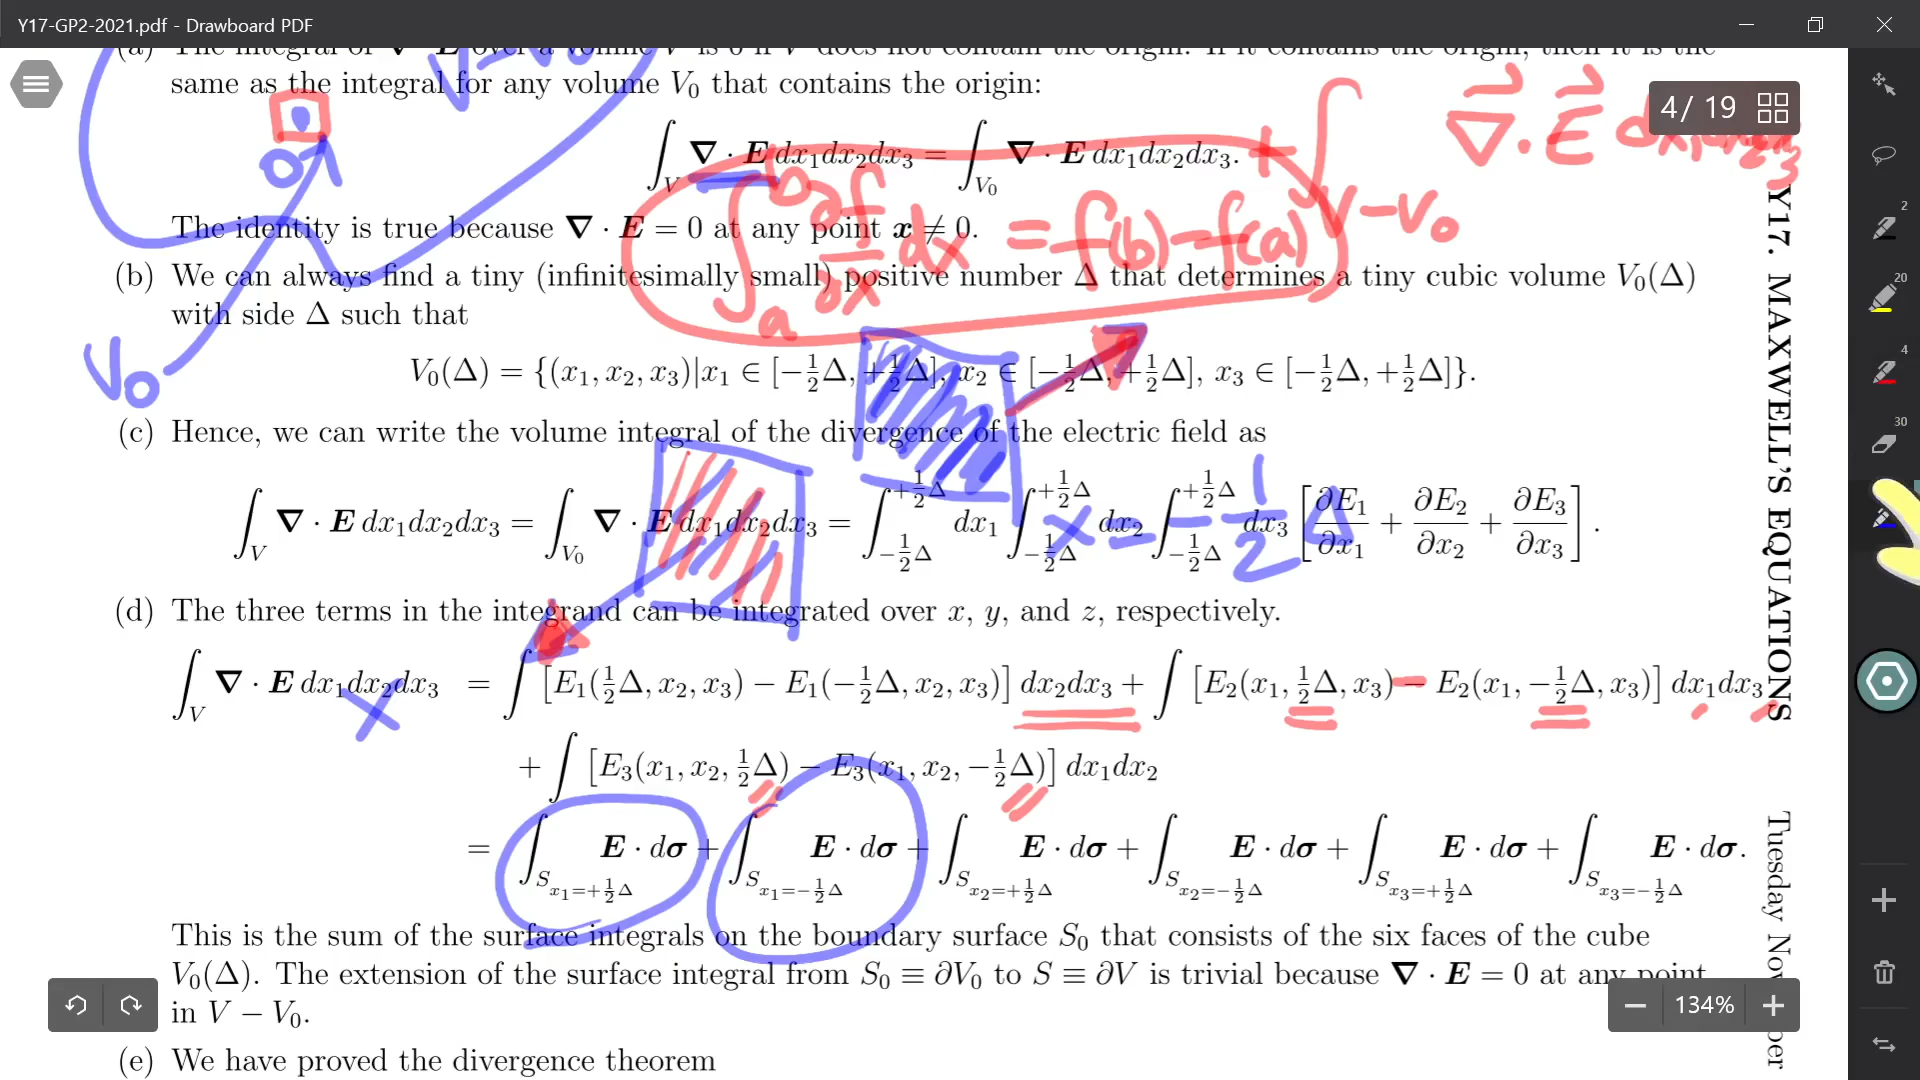 Y17-GP2-2021.pdf - Drawboard PDF
4/ 19
same as the integral for any volume V₀ that contains the origin:
∫_V ∇ · E dx₁dx₂dx₃ = ∫_{V₀} ∇ · E dx₁dx₂dx₃.
+ ∫_{V-V₀} ∇ · E dx₁dx₂dx₃
V-V₀
0
V₀
∫_a^b ∂f/∂x dx = f(b) - f(a)
The identity is true because ∇ · E = 0 at any point x ≠ 0.
(b) We can always find a tiny (infinitesimally small) positive number Δ that determines a tiny cubic volume V₀(Δ)
with side Δ such that
V₀(Δ) = {(x₁, x₂, x₃)|x₁ ∈ [−½Δ, +½Δ], x₂ ∈ [−½Δ, +½Δ], x₃ ∈ [−½Δ, +½Δ]}.
(c) Hence, we can write the volume integral of the divergence of the electric field as
∫_V ∇ · E dx₁dx₂dx₃ = ∫_{V₀} ∇ · E dx₁dx₂dx₃ = ∫_{−½Δ}^{+½Δ} dx₁ ∫_{−½Δ}^{+½Δ} dx₂ ∫_{−½Δ}^{+½Δ} dx₃ [∂E₁/∂x₁ + ∂E₂/∂x₂ + ∂E₃/∂x₃].
x = -½Δ
(d) The three terms in the integrand can be integrated over x, y, and z, respectively.
∫_V ∇ · E dx₁dx₂dx₃ = ∫ [E₁(½Δ, x₂, x₃) − E₁(−½Δ, x₂, x₃)] dx₂dx₃ + ∫ [E₂(x₁, ½Δ, x₃) − E₂(x₁, −½Δ, x₃)] dx₁dx₃
x
+ ∫ [E₃(x₁, x₂, ½Δ) − E₃(x₁, x₂, −½Δ)] dx₁dx₂
= ∫_{S_{x₁=+½Δ}} E · dσ + ∫_{S_{x₁=−½Δ}} E · dσ + ∫_{S_{x₂=+½Δ}} E · dσ + ∫_{S_{x₂=−½Δ}} E · dσ + ∫_{S_{x₃=+½Δ}} E · dσ + ∫_{S_{x₃=−½Δ}} E · dσ.
This is the sum of the surface integrals on the boundary surface S₀ that consists of the six faces of the cube
V₀(Δ). The extension of the surface integral from S₀ ≡ ∂V₀ to S ≡ ∂V is trivial because ∇ · E = 0 at any point
in V − V₀.
(e) We have proved the divergence theorem
Y17. MAXWELL'S EQUATIONS
Tuesday
2
20
4
30
134%